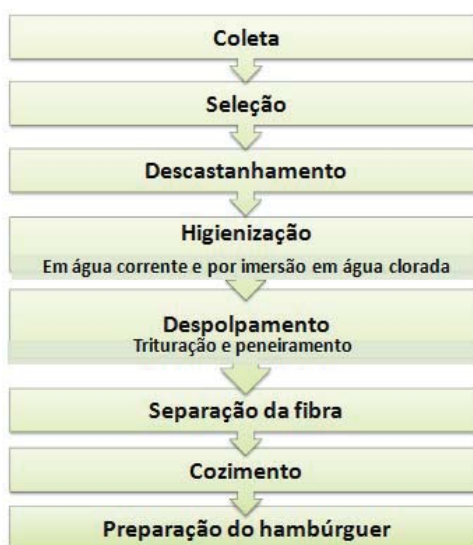 Coleta
Seleção
Descastanhamento
Higienização
Em água corrente e por imersão em água clorada
Despolpamento
Trituração e peneiramento
Separação da fibra
Cozimento
Preparação do hambúrguer